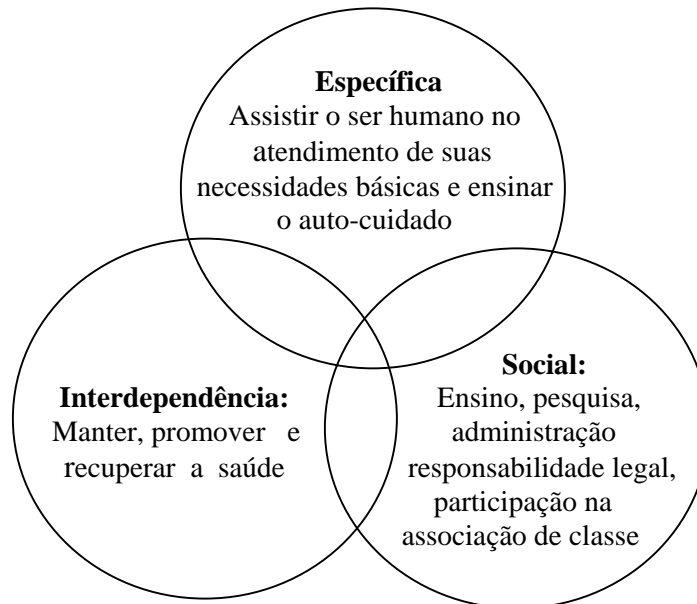 Específica
Assistir o ser humano no
atendimento de suas
necessidades básicas e ensinar
o auto-cuidado
Interdependência:
Manter, promover e
recuperar a saúde
Social:
Ensino, pesquisa,
administração
responsabilidade legal,
participação na
associação de classe